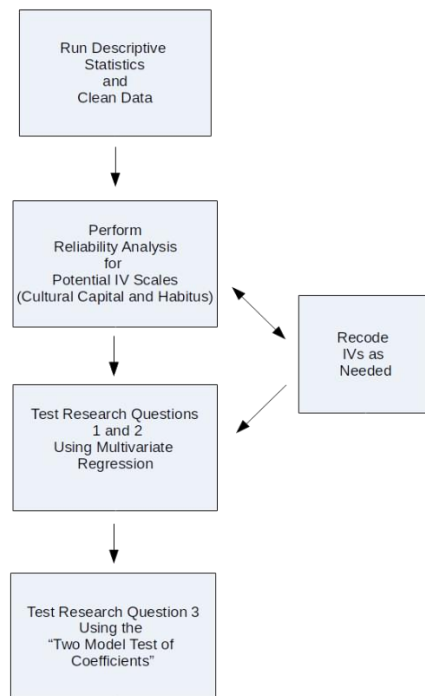 Run Descriptive
Statistics
and
Clean Data
Perform
Reliability Analysis
for
Potential IV Scales
(Cultural Capital and Habitus)
Recode
IVs as
Needed
Test Research Questions
1 and 2
Using Multivariate
Regression
Test Research Question 3
Using the
“Two Model Test of
Coefficients”